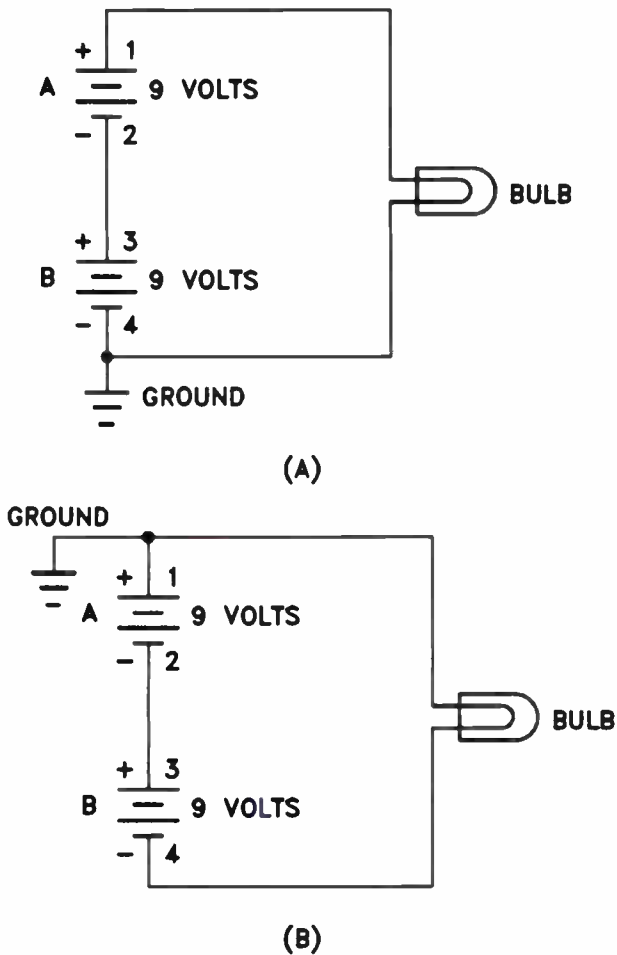 + 1
A 9 VOLTS
- 2
BULB
+ 3
B 9 VOLTS
- 4
GROUND
(A)
GROUND
+ 1
A 9 VOLTS
- 2
BULB
+ 3
B 9 VOLTS
- 4
(B)